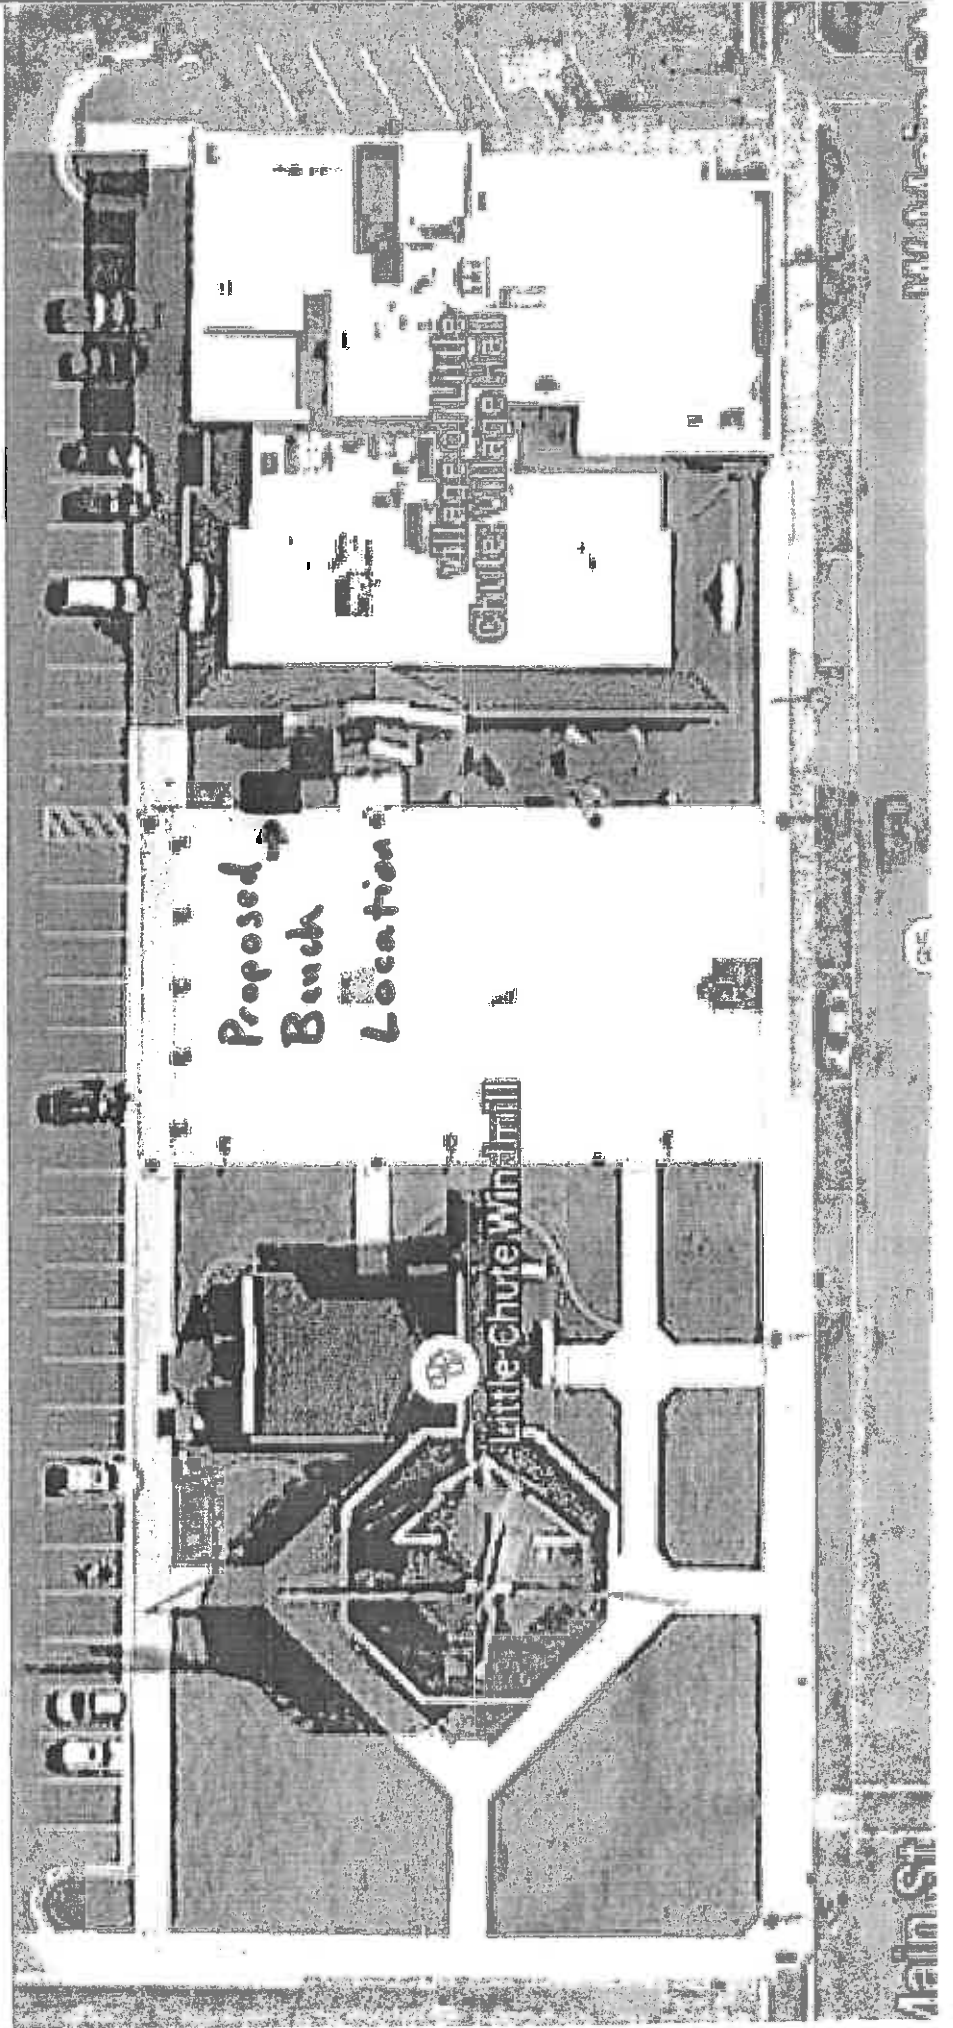 Village of Little
Chute, Village Hall
Proposed
Bench
Location
Little Chute Windmill
Main St